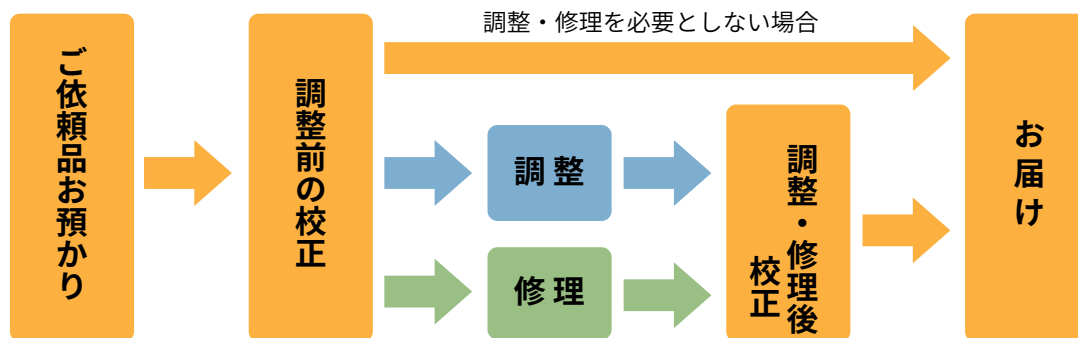 ご依頼品お預かり
調整前の校正
調整・修理を必要としない場合
調整
修理
調整・修理後
校正
お届け